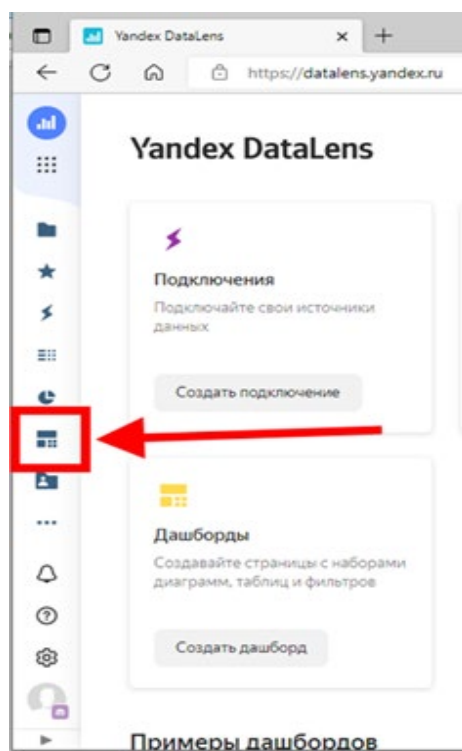 Yandex DataLens
https://datalens.yandex.ru
Yandex DataLens
Подключения
Подключайте свои источники
данных
Создать подключение
Дашборды
Создавайте страницы с наборами
диаграмм, таблиц и фильтров
Создать дашборд
Примеры дашбордов